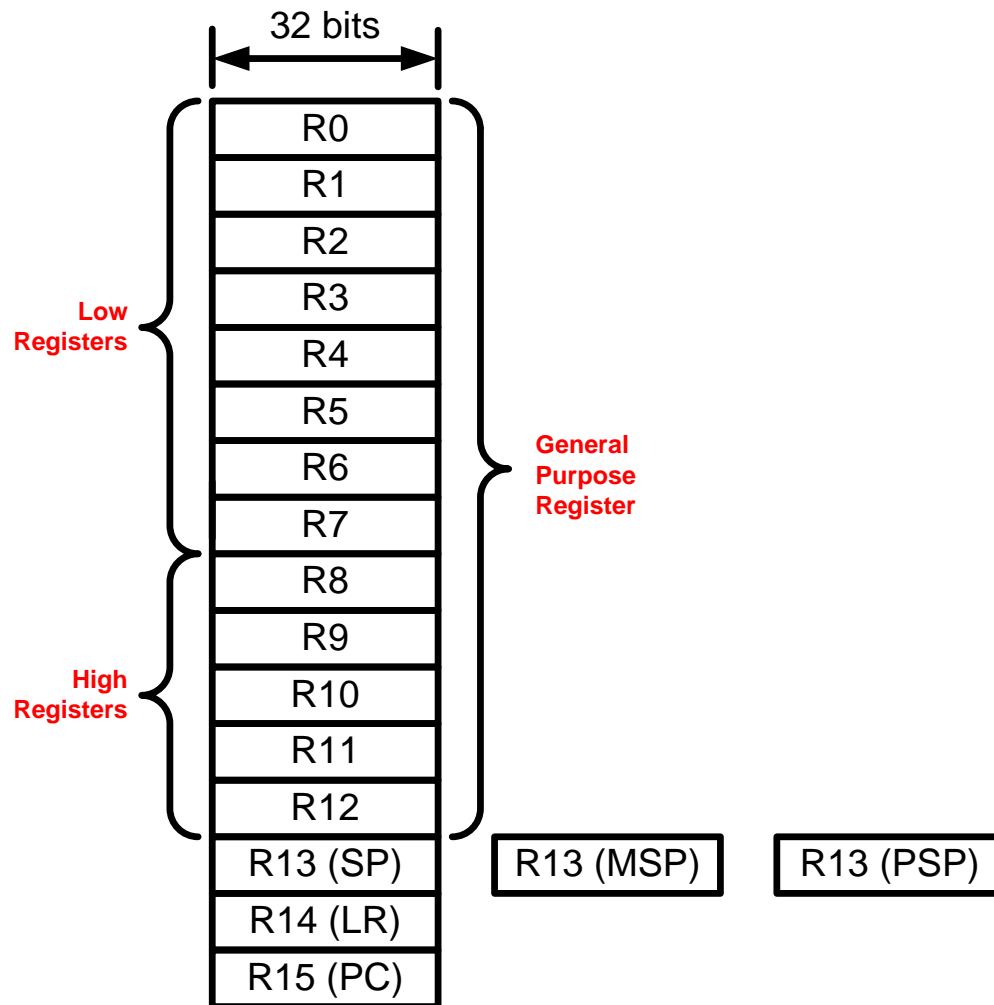 32 bits
R0
R1
R2
R3
Low
Registers
R4
R5
General
Purpose
Register
R6
R7
R8
R9
High
Registers
R10
R11
R12
R13 (SP)
R13 (MSP)
R13 (PSP)
R14 (LR)
R15 (PC)